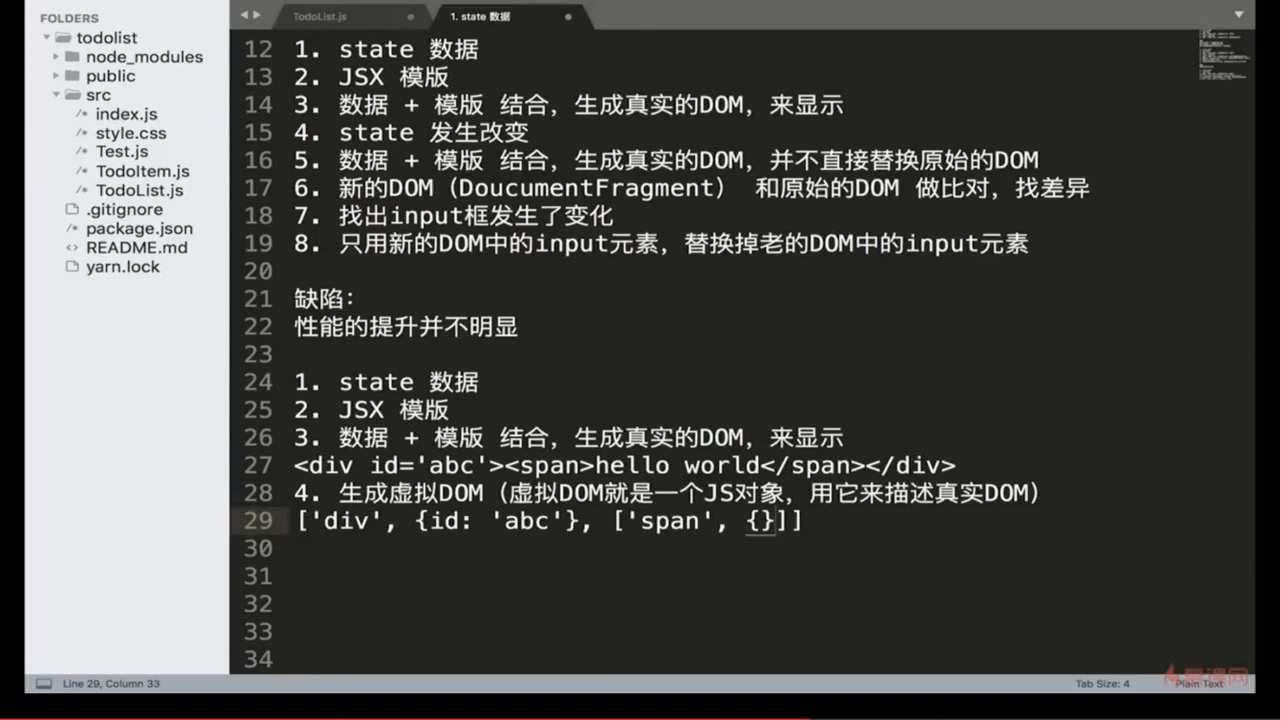 FOLDERS
todolist
node_modules
public
src
index.js
style.css
Test.js
TodoItem.js
TodoList.js
.gitignore
package.json
README.md
yarn.lock
TodoList.js
1. state 数据
12 1. state 数据
13 2. JSX 模版
14 3. 数据 + 模版 结合，生成真实的DOM，来显示
15 4. state 发生改变
16 5. 数据 + 模版 结合，生成真实的DOM，并不直接替换原始的DOM
17 6. 新的DOM（DoucumentFragment） 和原始的DOM 做比对，找差异
18 7. 找出input框发生了变化
19 8. 只用新的DOM中的input元素，替换掉老的DOM中的input元素
20
21 缺陷：
22 性能的提升并不明显
23
24 1. state 数据
25 2. JSX 模版
26 3. 数据 + 模版 结合，生成真实的DOM，来显示
27 <div id='abc'><span>hello world</span></div>
28 4. 生成虚拟DOM（虚拟DOM就是一个JS对象，用它来描述真实DOM）
29 ['div', {id: 'abc'}, ['span', {}]]
30
31
32
33
34
Line 29, Column 33
Tab Size: 4
Plain Text
慕课网